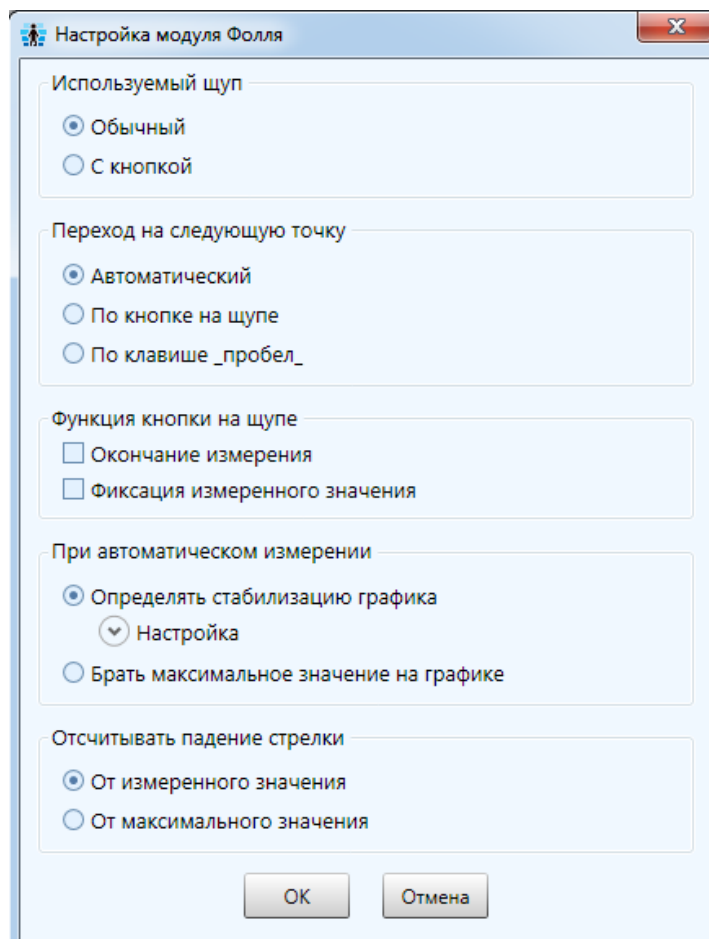 Настройка модуля Фолля
Используемый щуп
Обычный
С кнопкой
Переход на следующую точку
Автоматический
По кнопке на щупе
По клавише _пробел_
Функция кнопки на щупе
Окончание измерения
Фиксация измеренного значения
При автоматическом измерении
Определять стабилизацию графика
Настройка
Брать максимальное значение на графике
Отсчитывать падение стрелки
От измеренного значения
От максимального значения
ОК Отмена